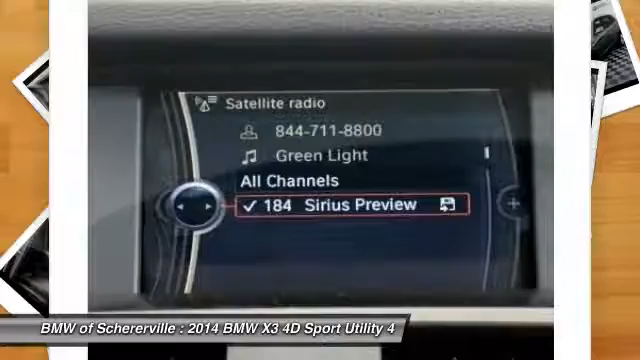 Satellite radio
844-711-8800
Green Light
All Channels
184 Sirius Preview
BMW of Schererville : 2014 BMW X3 4D Sport Utility 4